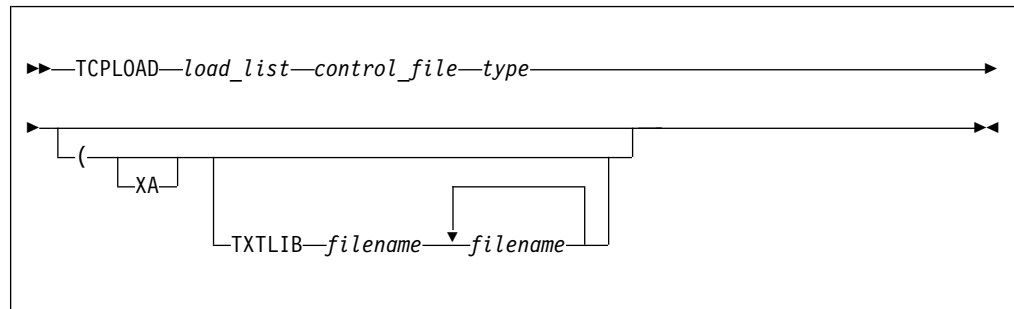 TCPLOAD load_list control_file type
(
XA
TXTLIB filename filename